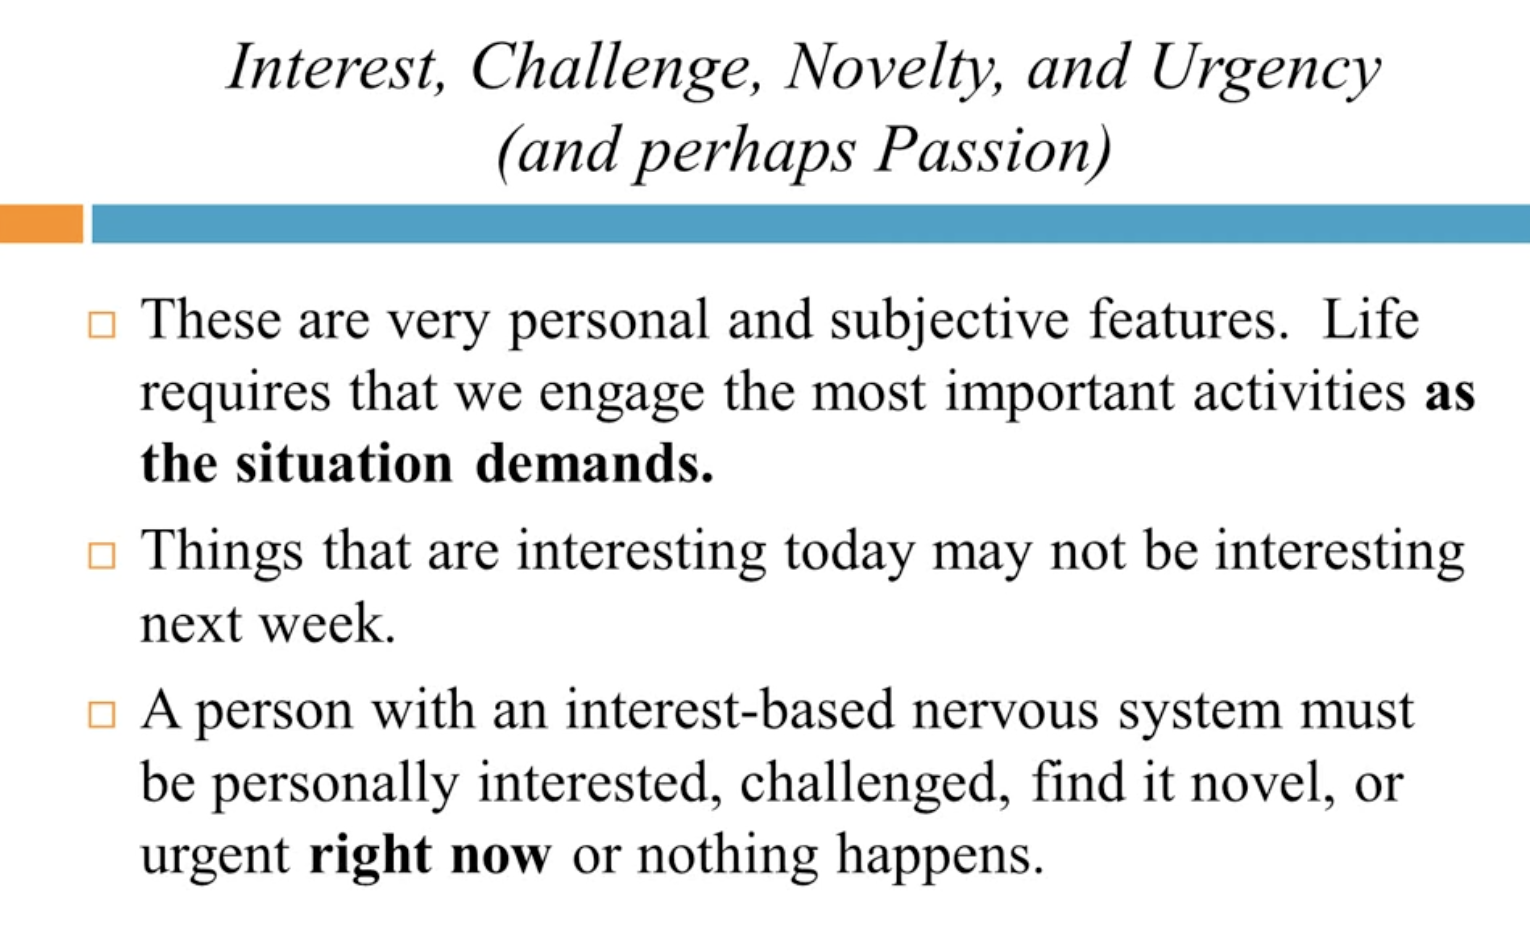 Interest, Challenge, Novelty, and Urgency
(and perhaps Passion)
These are very personal and subjective features.  Life
requires that we engage the most important activities as
the situation demands.
Things that are interesting today may not be interesting
next week.
A person with an interest-based nervous system must
be personally interested, challenged, find it novel, or
urgent right now or nothing happens.